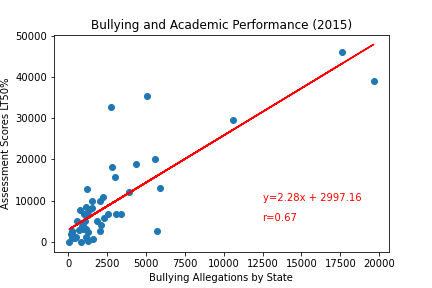 Bullying and Academic Performance (2015)
Assessment Scores LT50%
50000
40000
30000
20000
10000
0
y=2.28x + 2997.16
r=0.67
0 2500 5000 7500 10000 12500 15000 17500 20000
Bullying Allegations by State